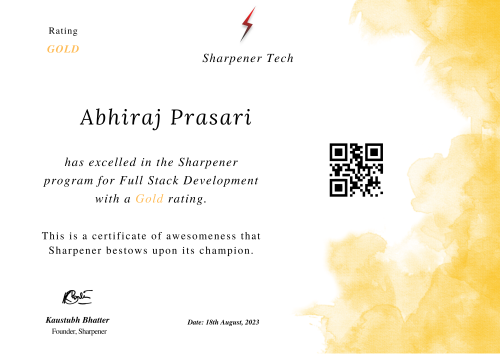 Rating
GOLD
Sharpener Tech
Abhiraj Prasari
has excelled in the Sharpener
program for Full Stack Development
with a Gold rating.
This is a certificate of awesomeness that
Sharpener bestows upon its champion.
Kaustubh Bhatter
Founder, Sharpener
Date: 18th August, 2023